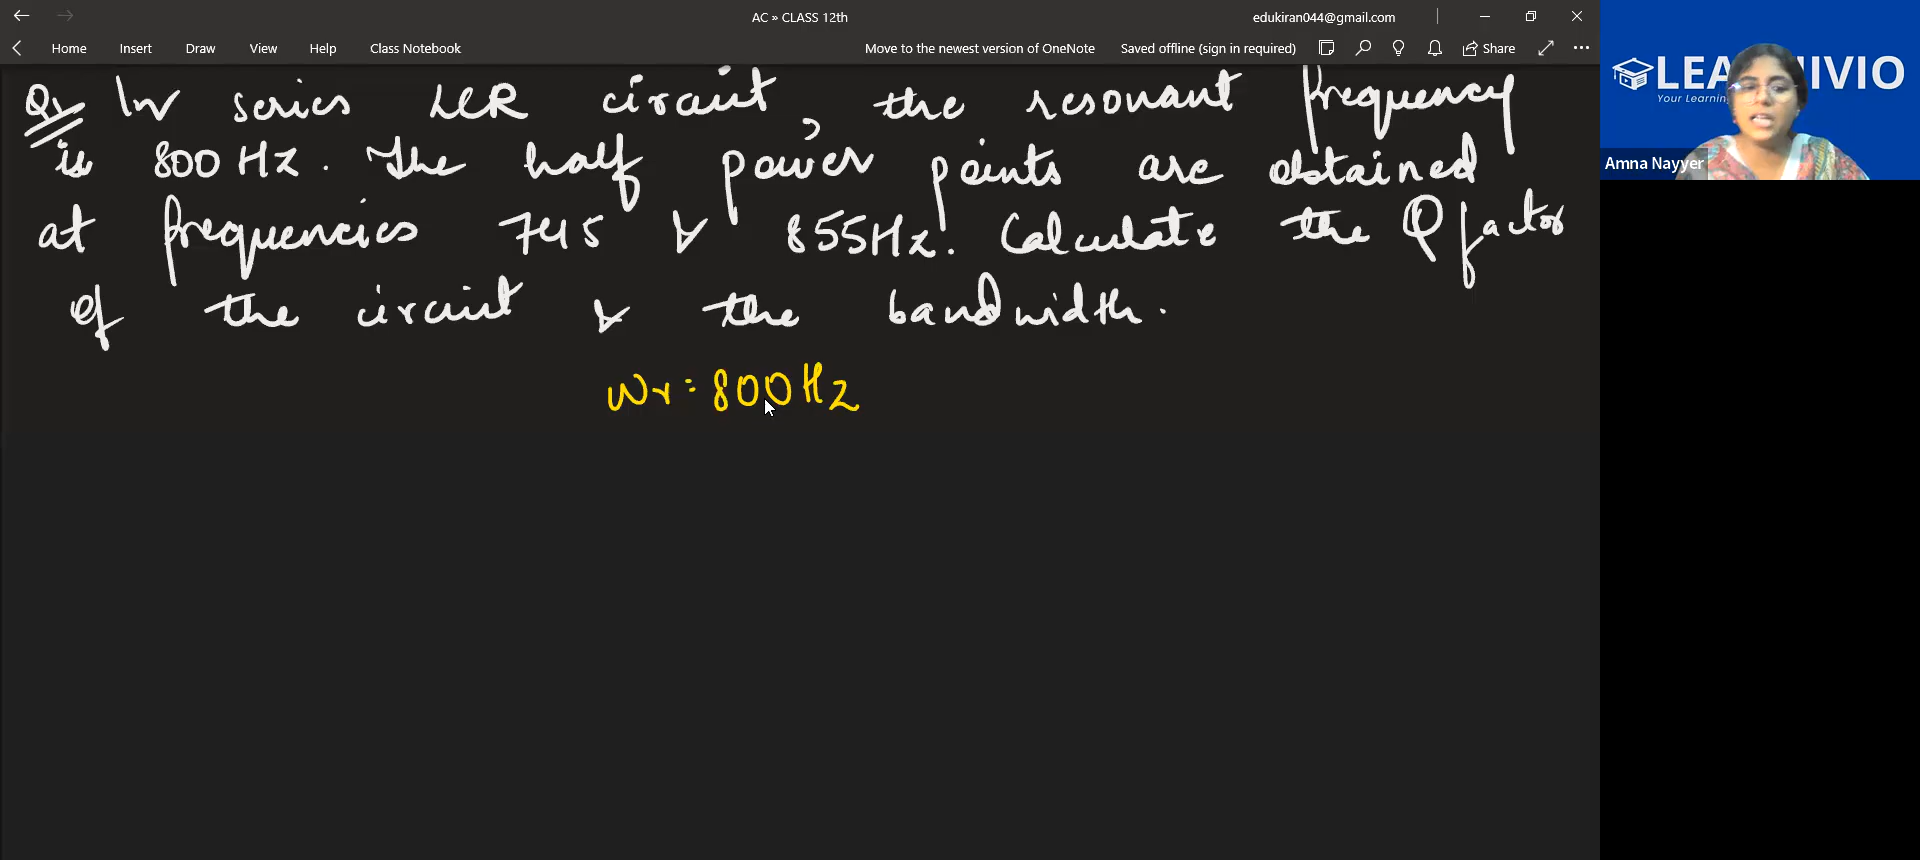 AC » CLASS 12th
edukiran044@gmail.com
Home Insert Draw View Help Class Notebook
Move to the newest version of OneNote Saved offline (sign in required) Share
Q, In series LCR circuit, the resonant frequency
is 800 Hz. The half power points are obtained
at frequencies 745 & 855Hz. Calculate the Q factor
of the circuit & the bandwidth.
wr = 800Hz
Your Learnin
Amna Nayyer